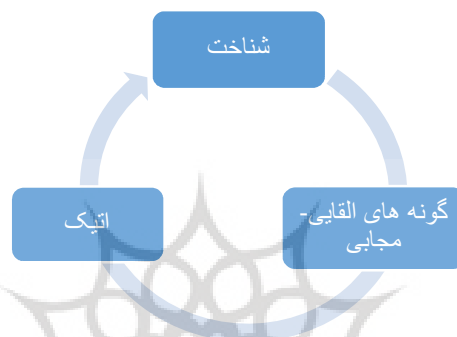 شناخت
گونه های القایی-
مجابی
اتیک